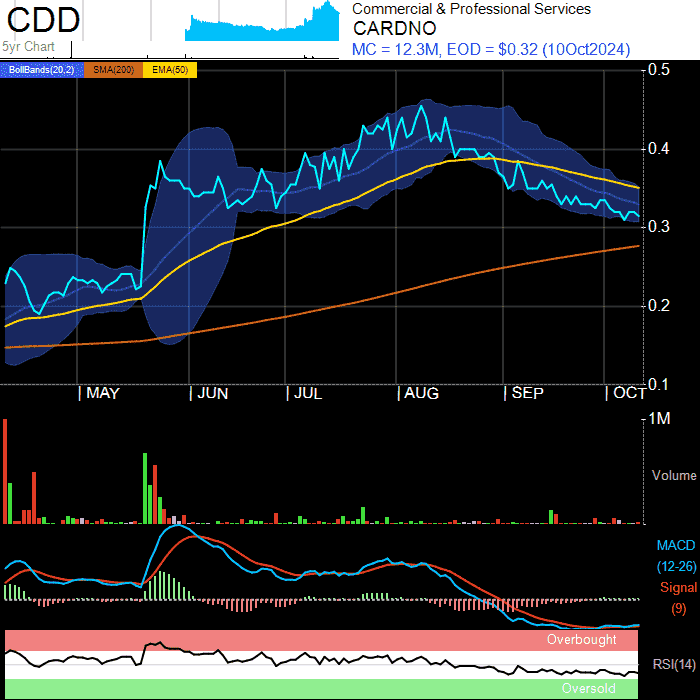 CDD
5yr Chart
Commercial & Professional Services
CARDNO
MC = 12.3M, EOD = $0.32 (10Oct2024)
BollBands(20,2) SMA(200) EMA(50)
0.5
0.4
0.3
0.2
0.1
| MAY | JUN | JUL | AUG | SEP | OCT
1M
Volume
MACD
(12-26)
Signal
(9)
Overbought
RSI(14)
Oversold